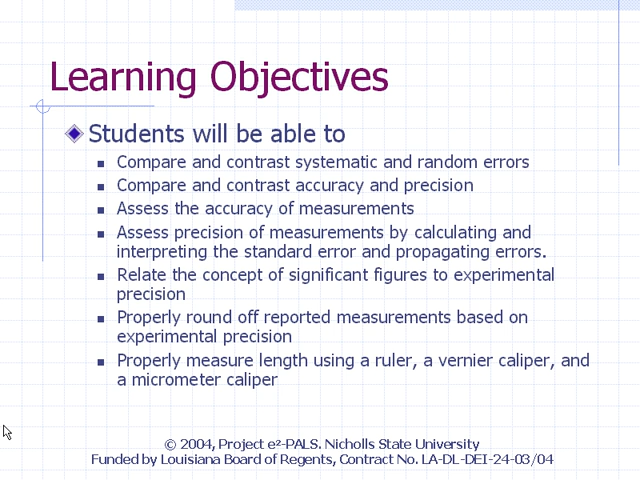 Learning Objectives
Students will be able to
Compare and contrast systematic and random errors
Compare and contrast accuracy and precision
Assess the accuracy of measurements
Assess precision of measurements by calculating and
interpreting the standard error and propagating errors.
Relate the concept of significant figures to experimental
precision
Properly round off reported measurements based on
experimental precision
Properly measure length using a ruler, a vernier caliper, and
a micrometer caliper
© 2004, Project e²-PALS. Nicholls State University
Funded by Louisiana Board of Regents, Contract No. LA-DL-DEI-24-03/04